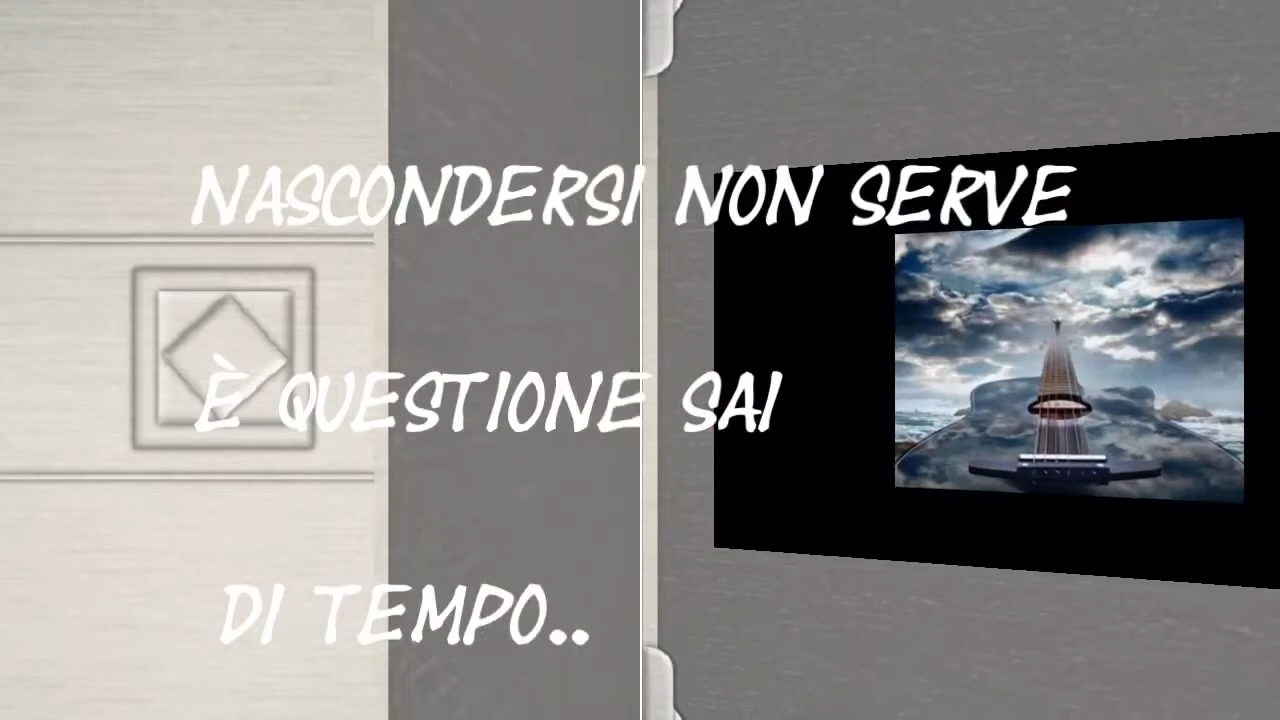 NASCONDERSI NON SERVE
È QUESTIONE SAI
DI TEMPO..